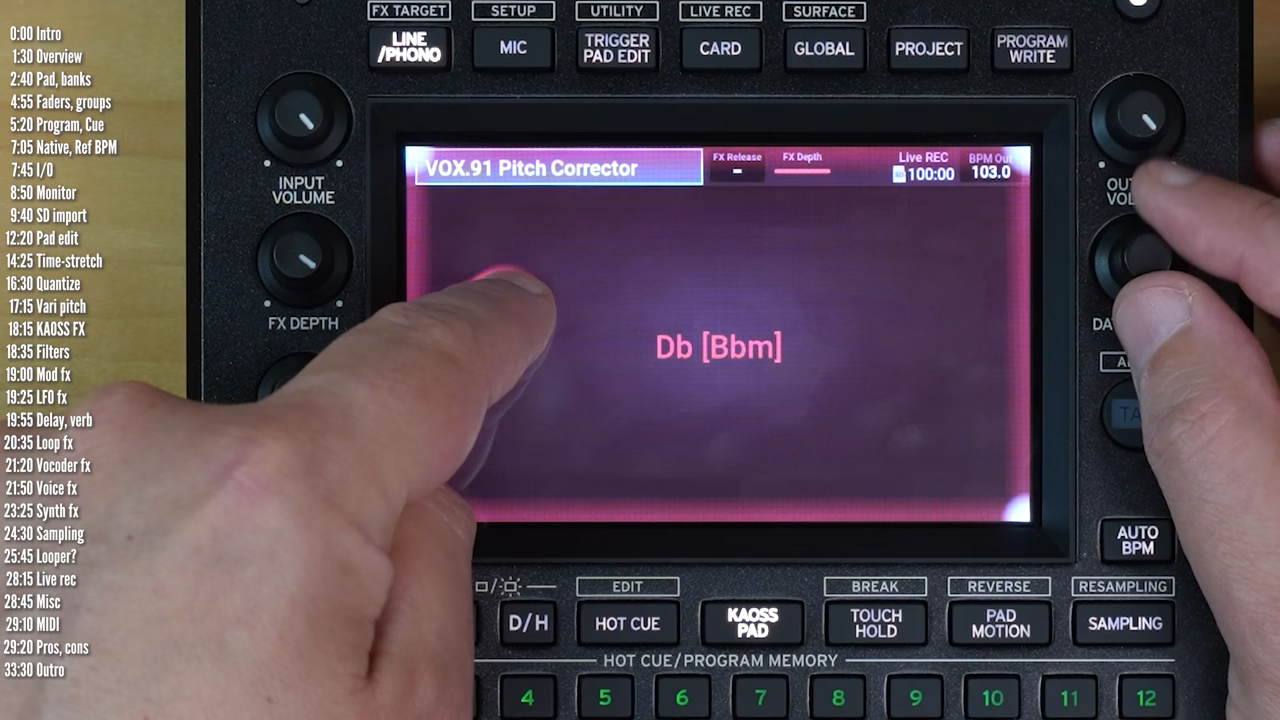 0:00 Intro
1:30 Overview
2:40 Pad, banks
4:55 Faders, groups
5:20 Program, Cue
7:05 Native, Ref BPM
7:45 I/O
8:50 Monitor
9:40 SD import
12:20 Pad edit
14:25 Time-stretch
16:30 Quantize
17:15 Vari pitch
18:15 KAOSS FX
18:35 Filters
19:00 Mod fx
19:25 LFO fx
19:55 Delay, verb
20:35 Loop fx
21:20 Vocoder fx
21:50 Voice fx
23:25 Synth fx
24:30 Sampling
25:45 Looper?
28:15 Live rec
28:45 Misc
29:10 MIDI
29:20 Pros, cons
33:30 Outro
FX TARGET SETUP UTILITY LIVE REC SURFACE
LINE /PHONO MIC TRIGGER PAD EDIT CARD GLOBAL PROJECT PROGRAM WRITE
INPUT VOLUME
FX DEPTH
VOX.91 Pitch Corrector
FX Release
-
FX Depth
Live REC
100:00
BPM Out
103.0
Db [Bbm]
AUTO BPM
EDIT BREAK REVERSE RESAMPLING
D/H HOT CUE KAOSS PAD TOUCH HOLD PAD MOTION SAMPLING
HOT CUE/PROGRAM MEMORY
4 5 6 7 8 9 10 11 12